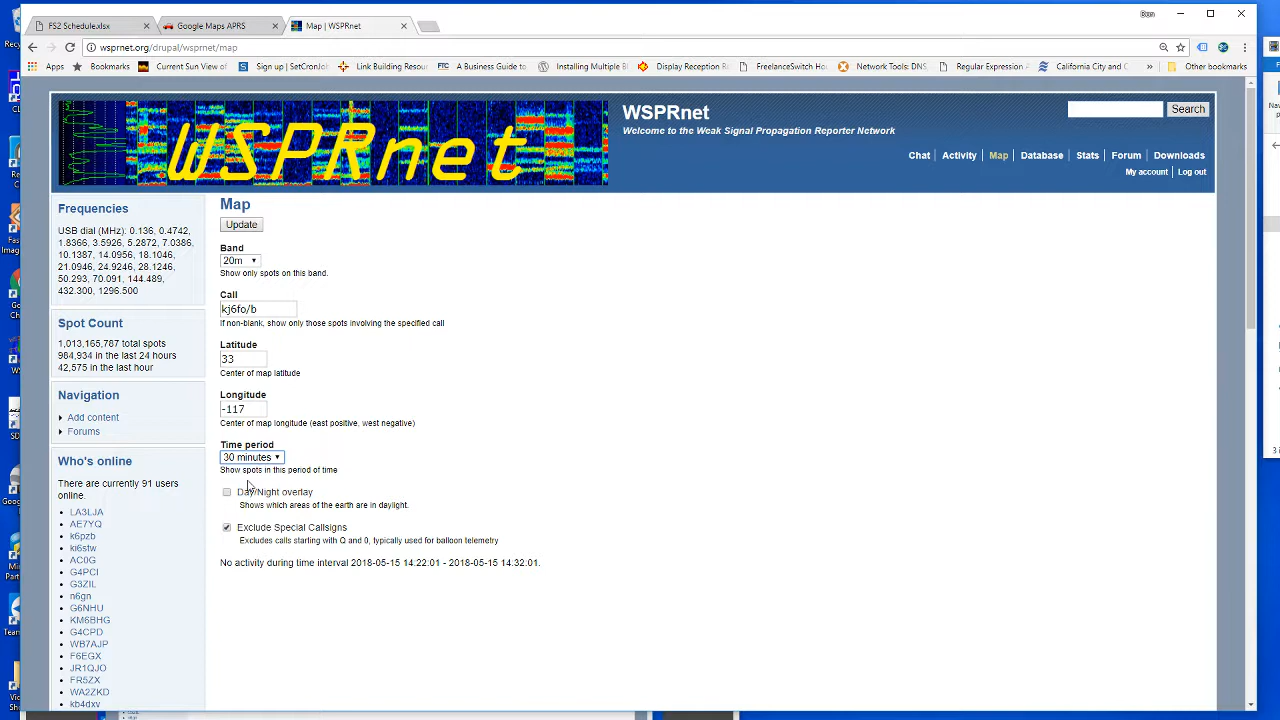 FS2 Schedule.xlsx
Google Maps APRS
Map | WSPRnet
wsprnet.org/drupal/wsprnet/map
Apps
Bookmarks
Current Sun View of
Sign up | SetCronJo
Link Building Resou
FTC A Business Guide to
Installing Multiple B
Display Reception R
FreelanceSwitch Ho
Network Tools: DNS,
Regular Expression
California City and C
»
Other bookmarks
WSPRnet
WSPRnet
Welcome to the Weak Signal Propagation Reporter Network
Search
Chat Activity Map Database Stats Forum Downloads
My account Log out
Frequencies
USB dial (MHz): 0.136, 0.4742,
1.8366, 3.5926, 5.2872, 7.0386,
10.1387, 14.0956, 18.1046,
21.0946, 24.9246, 28.1246,
50.293, 70.091, 144.489,
432.300, 1296.500
Spot Count
1,013,165,787 total spots
984,934 in the last 24 hours
42,575 in the last hour
Navigation
Add content
Forums
Who's online
There are currently 91 users
online.
LA3LJA
AE7YQ
k6pzb
ki6stw
AC0G
G4PCI
G3ZIL
n6gn
G6NHU
KM6BHG
G4CPD
WB7AJP
F6EGX
JR1QJO
FR5ZX
WA2ZKD
kb4dxv
Map
Update
Band
20m
Show only spots on this band.
Call
kj6fo/b
If non-blank, show only those spots involving the specified call
Latitude
33
Center of map latitude
Longitude
-117
Center of map longitude (east positive, west negative)
Time period
30 minutes
Show spots in this period of time
Day/Night overlay
Shows which areas of the earth are in daylight.
Exclude Special Callsigns
Excludes calls starting with Q and 0, typically used for balloon telemetry
No activity during time interval 2018-05-15 14:22:01 - 2018-05-15 14:32:01.